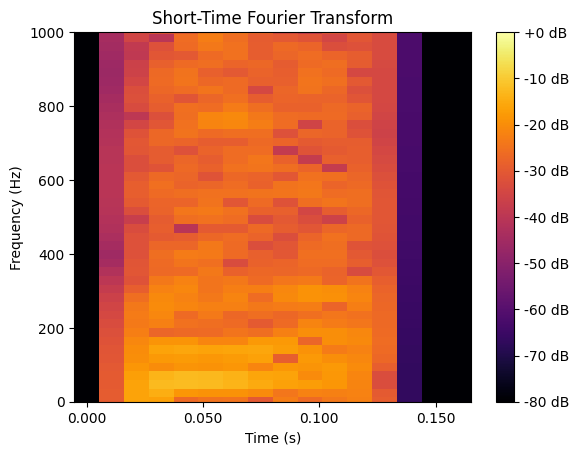 Short-Time Fourier Transform
1000
800
600
400
200
0
Frequency (Hz)
0.000
0.050
0.100
0.150
Time (s)
+0 dB
-10 dB
-20 dB
-30 dB
-40 dB
-50 dB
-60 dB
-70 dB
-80 dB